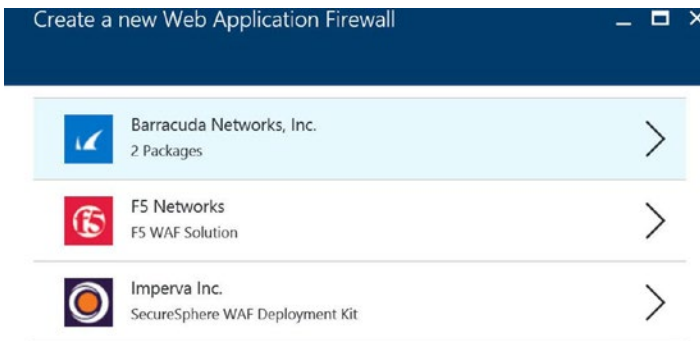 Create a new Web Application Firewall
Barracuda Networks, Inc.
2 Packages
F5 Networks
f5
F5 WAF Solution
Imperva Inc.
SecureSphere WAF Deployment Kit